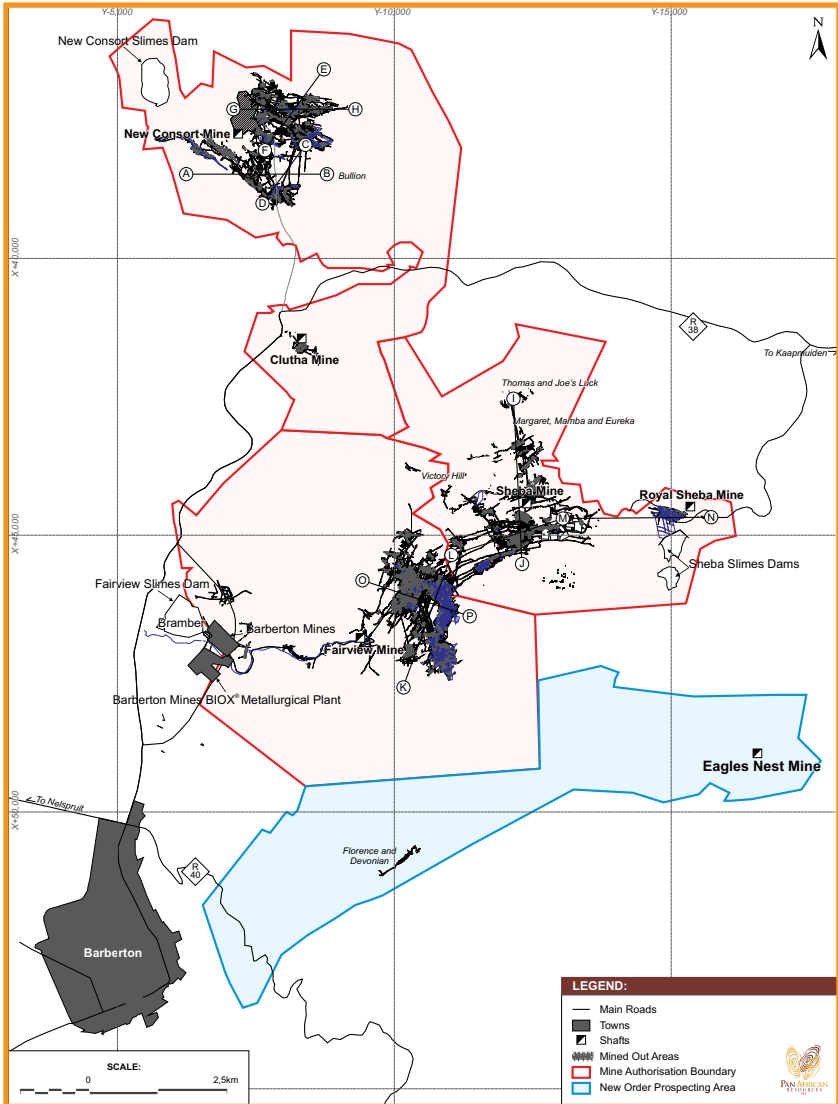 Y-5,000
Y-10,000
Y-15,000
N
New Consort Slimes Dam
E
G
H
New Consort Mine
F
C
A
B
Bullion
D
X+40,000
R
38
To Kaapmuiden
Clutha Mine
Thomas and Joe's Luck
I
Margaret, Mamba and Eureka
Victory Hill
Sheba Mine
Royal Sheba Mine
M
N
X+45,000
L
J
Sheba Slimes Dams
Fairview Slimes Dam
O
Bramber
Barberton Mines
P
Fairview Mine
K
Barberton Mines BIOX® Metallurgical Plant
Eagles Nest Mine
To Nelspruit
X+50,000
Florence and
Devonian
R
40
Barberton
LEGEND:
Main Roads
Towns
Shafts
Mined Out Areas
Mine Authorisation Boundary
New Order Prospecting Area
PAN AFRICAN
RESOURCES
PLC
SCALE:
0
2,5km